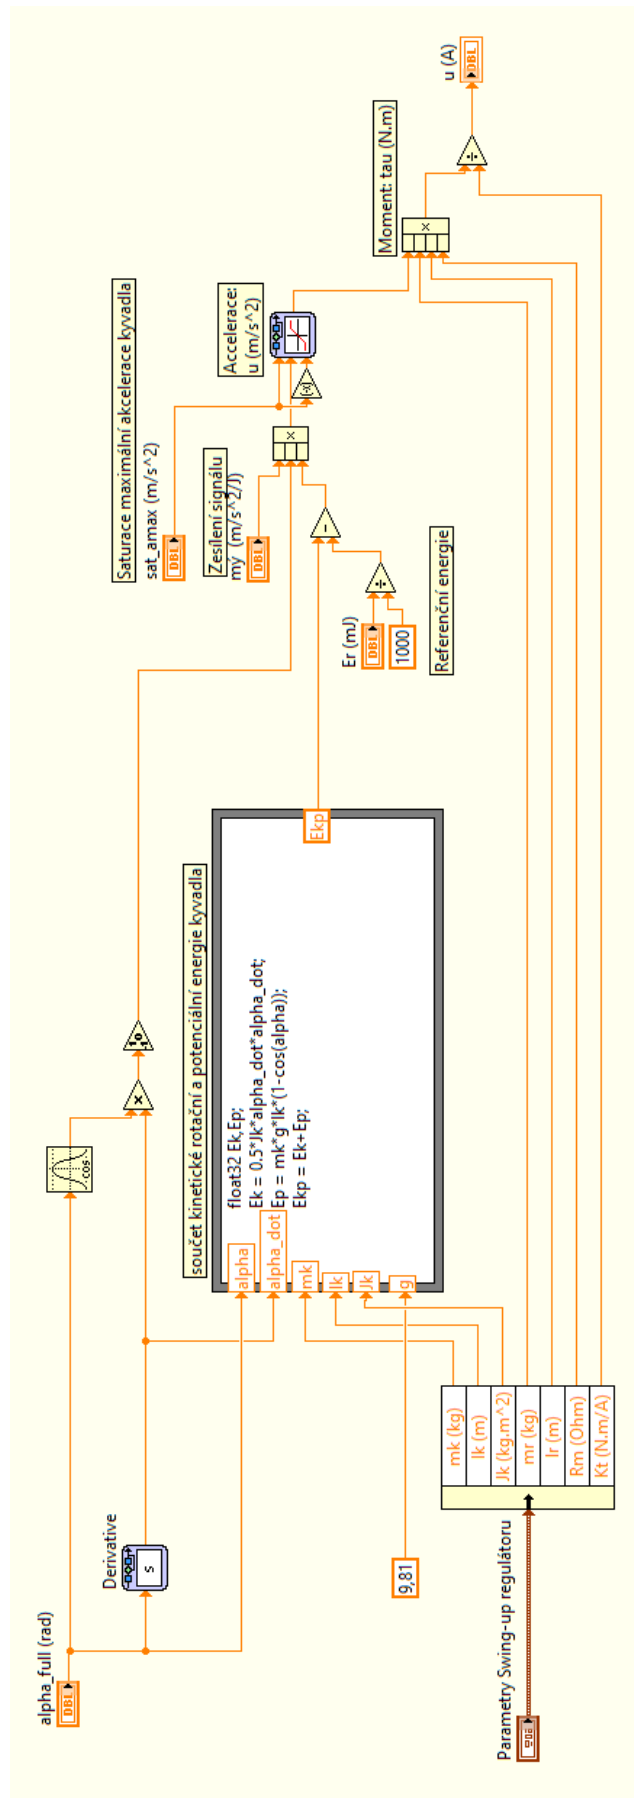 alpha_full (rad)
DBL
Derivative
s
cos
x
součet kinetické rotační a potenciální energie kyvadla
alpha
alpha_dot
mk
lk
Jk
g
float32 Ek,Ep;
Ek = 0.5*Jk*alpha_dot*alpha_dot;
Ep = mk*g*lk*(1-cos(alpha));
Ekp = Ek+Ep;
Ekp
9,81
Parametry Swing-up regulátoru
mk (kg)
lk (m)
Jk (kg.m^2)
mr (kg)
lr (m)
Rm (Ohm)
Kt (N.m/A)
Saturace maximální akcelerace kyvadla
sat_amax (m/s^2)
DBL
Zesílení signálu
mý (m/s^2/J)
DBL
Er (mJ)
DBL
1000
Referenční energie
÷
-
x
Accelerace:
u (m/s^2)
Moment: tau (N.m)
x
÷
u (A)
DBL